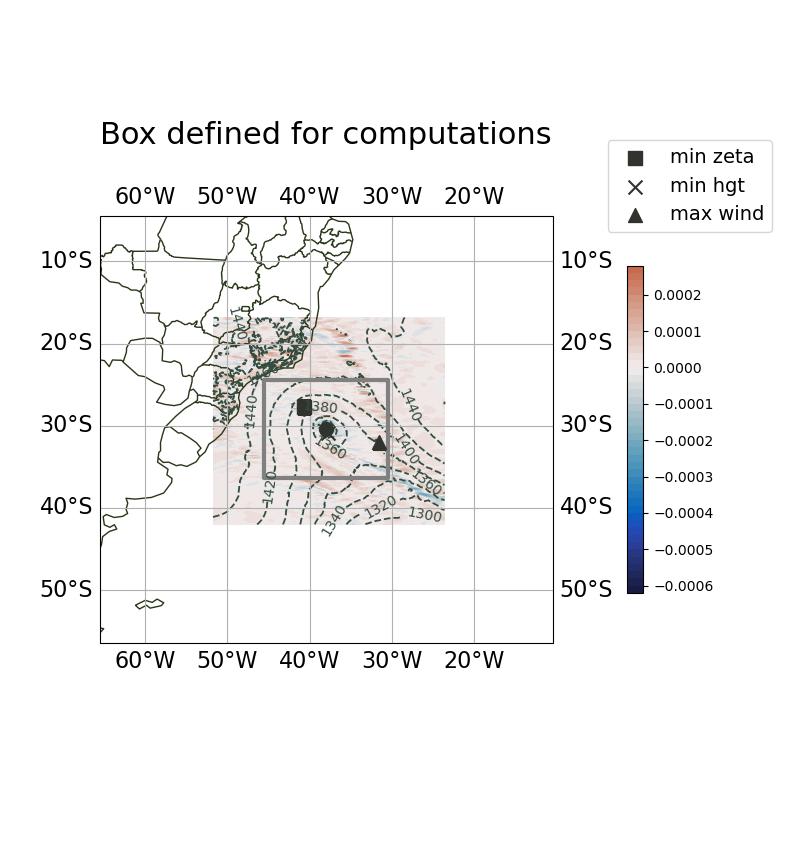 Box defined for computations
min zeta
min hgt
max wind
60°W 50°W 40°W 30°W 20°W
10°S 10°S
20°S 20°S
30°S 30°S
40°S 40°S
50°S 50°S
60°W 50°W 40°W 30°W 20°W
1440
1440
1440
1380
1400
1360
1360
1420
1340
1320
1300
0.0002
0.0001
0.0000
−0.0001
−0.0002
−0.0003
−0.0004
−0.0005
−0.0006